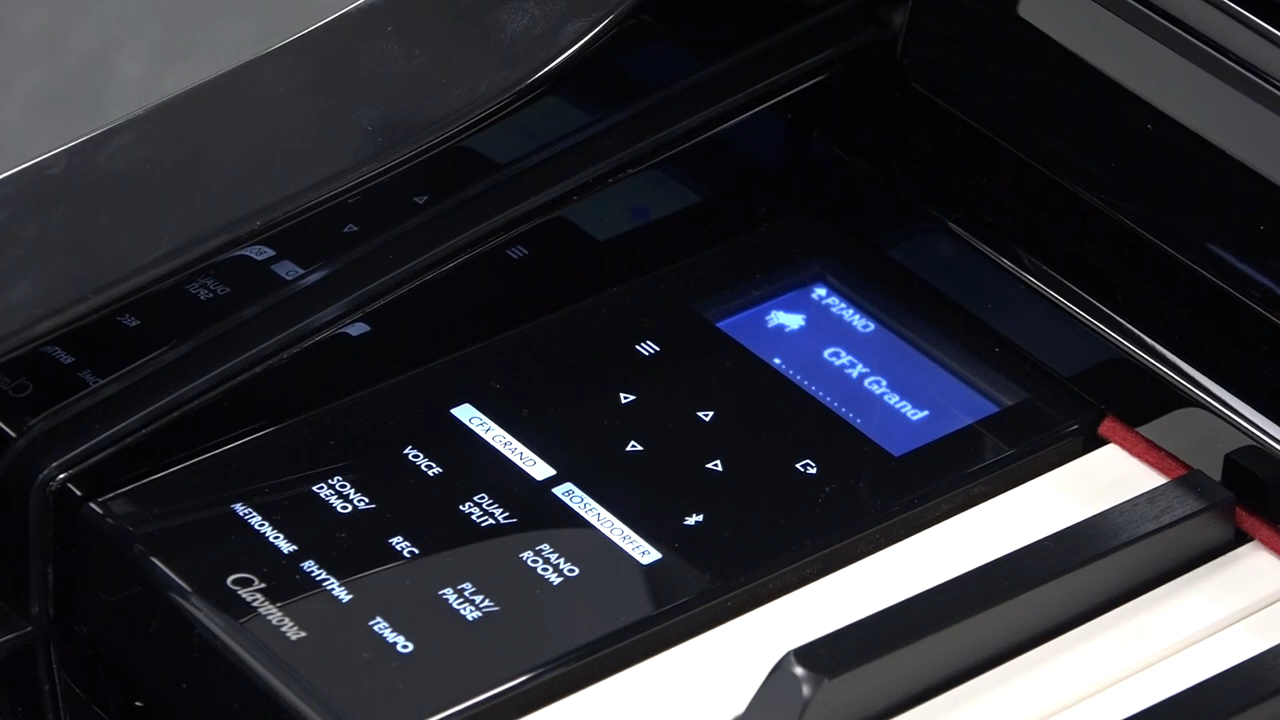 PIANO
CFX Grand
CFX GRAND
BOSENDORFER
VOICE
DUAL/
SPLIT
PIANO
ROOM
SONG/
DEMO
REC
PLAY/
PAUSE
METRONOME
RHYTHM
TEMPO
Clavinova